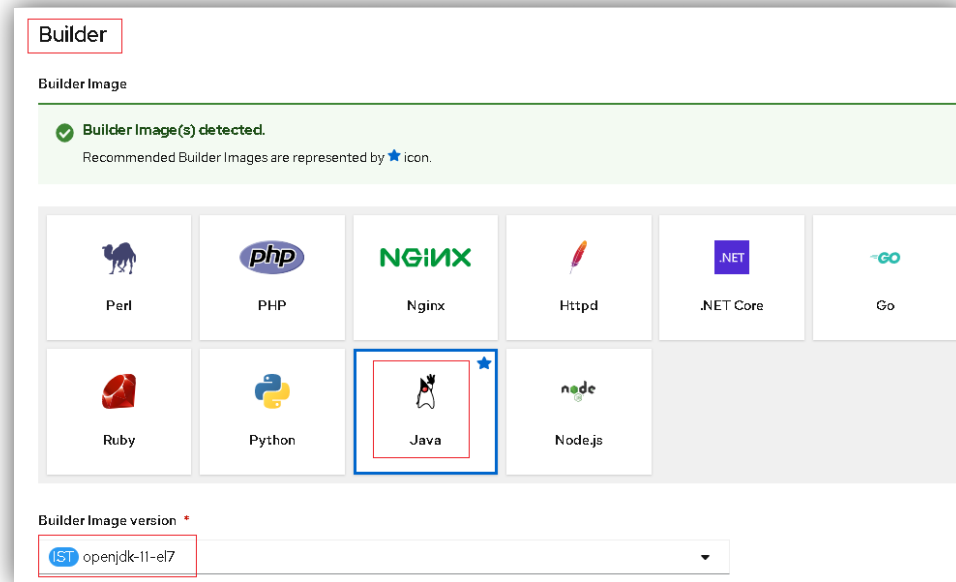 Builder
Builder Image
Builder Image(s) detected.
Recommended Builder Images are represented by icon.
php
NGINX
.NET
GO
Perl
PHP
Nginx
Httpd
.NET Core
Go
node
JS
Ruby
Python
Java
Node.js
Builder Image version *
IST openjdk-11-el7